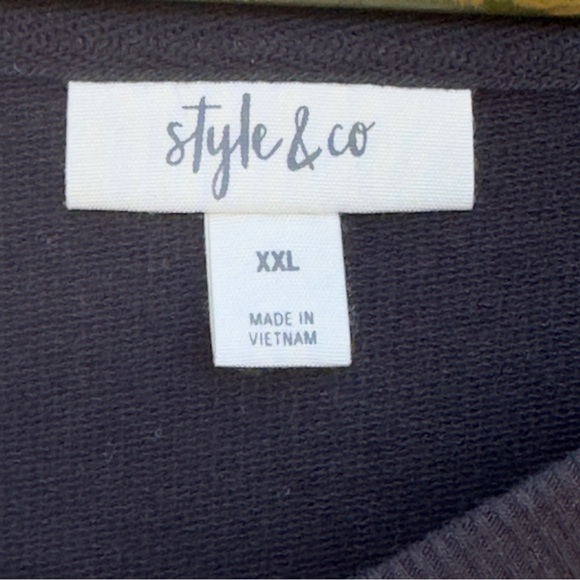 style & co
XXL
MADE IN
VIETNAM